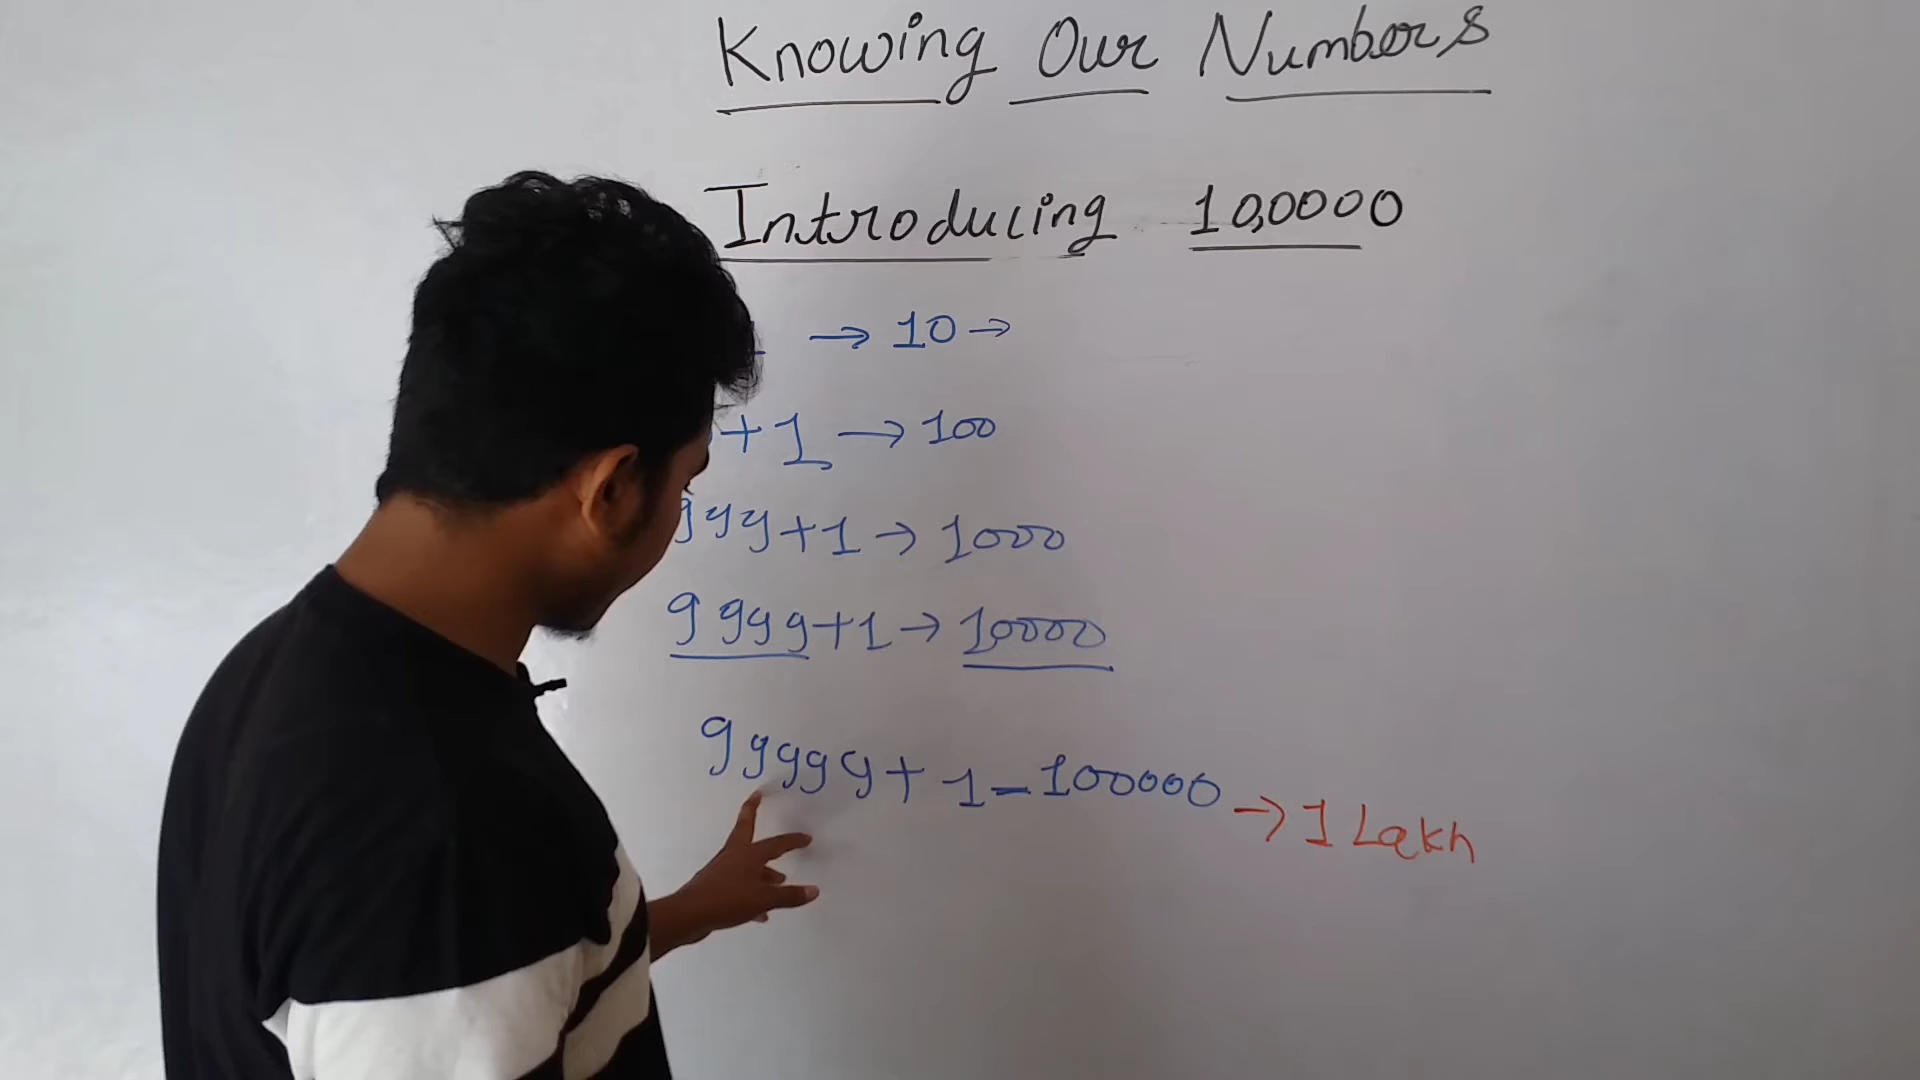 Knowing Our Numbers
Introducing 10,0000
→ 10 →
+1 → 100
999+1 → 1000
9999+1 → 10000
99999+1-100000 → 1 Lakh